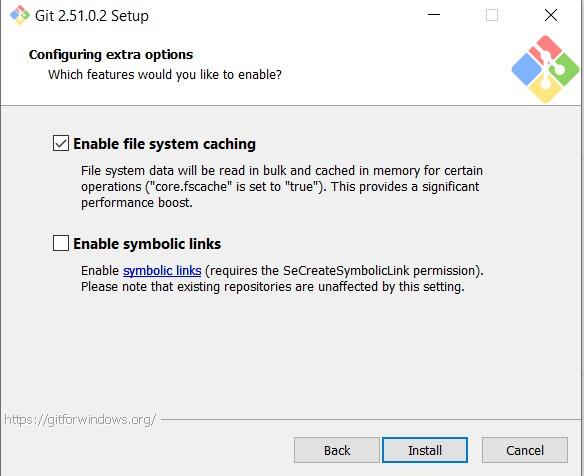 Git 2.51.0.2 Setup
Configuring extra options
Which features would you like to enable?
Enable file system caching
File system data will be read in bulk and cached in memory for certain
operations ("core.fscache" is set to "true"). This provides a significant
performance boost.
Enable symbolic links
Enable symbolic links (requires the SeCreateSymbolicLink permission).
Please note that existing repositories are unaffected by this setting.
https://gitforwindows.org/
Back
Install
Cancel